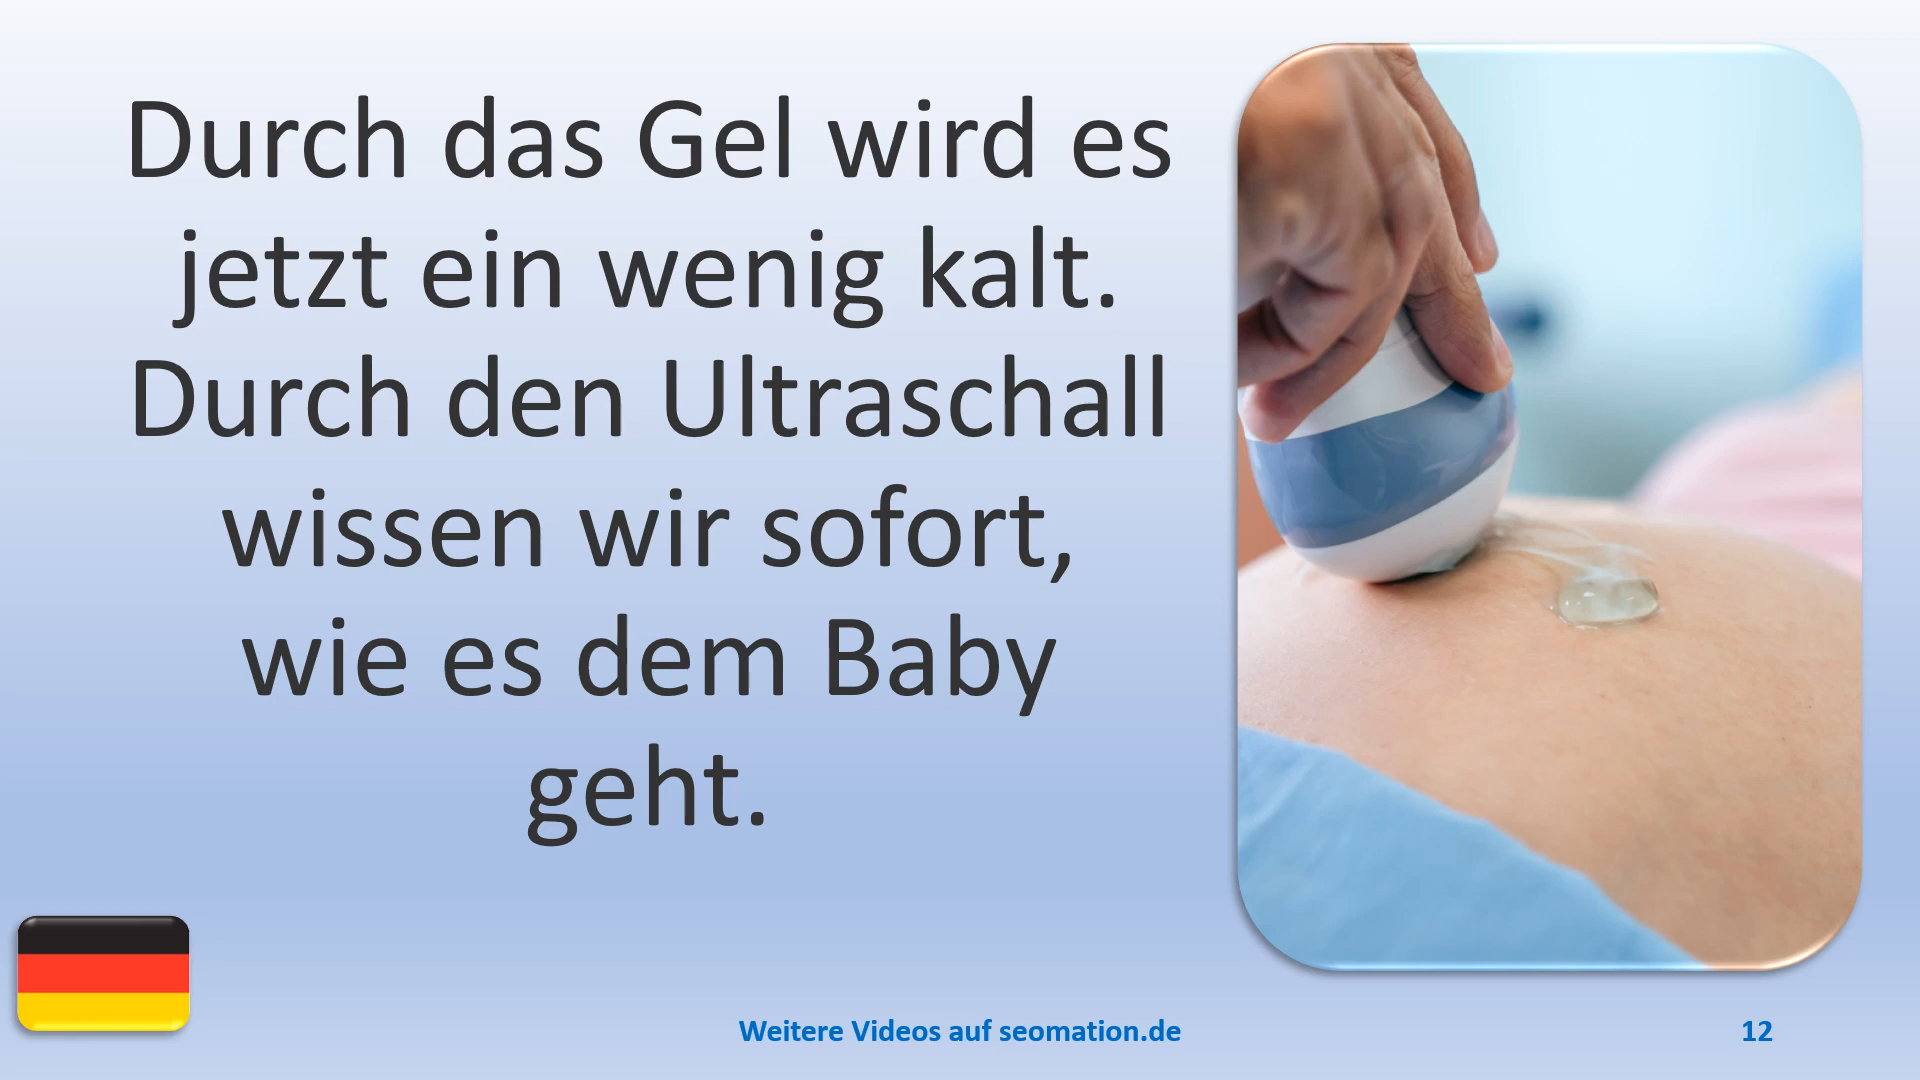 Durch das Gel wird es
jetzt ein wenig kalt.
Durch den Ultraschall
wissen wir sofort,
wie es dem Baby
geht.
Weitere Videos auf seomation.de
12